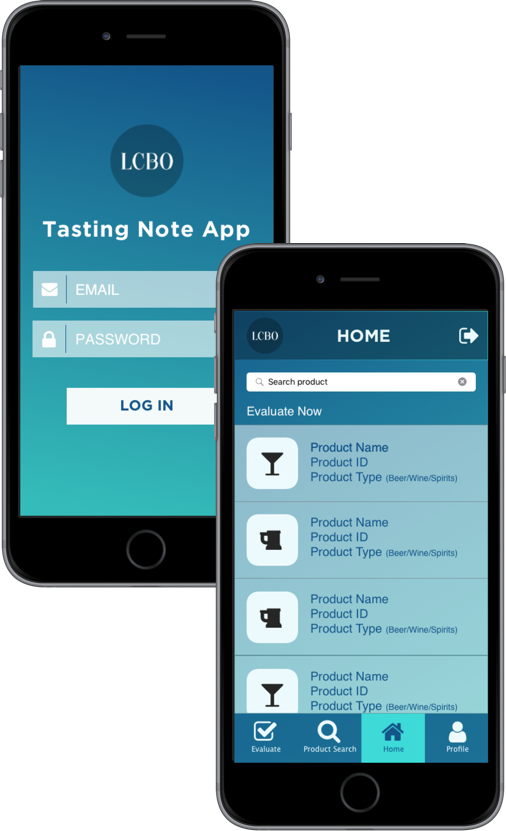 LCBO
Tasting Note App
EMAIL
PASSWORD
LOG IN
LCBO
HOME
Search product
Evaluate Now
Product Name
Product ID
Product Type (Beer/Wine/Spirits)
Product Name
Product ID
Product Type (Beer/Wine/Spirits)
Product Name
Product ID
Product Type (Beer/Wine/Spirits)
Product Name
Product ID
Product Type (Beer/Wine/Spirits)
Evaluate
Product Search
Home
Profile